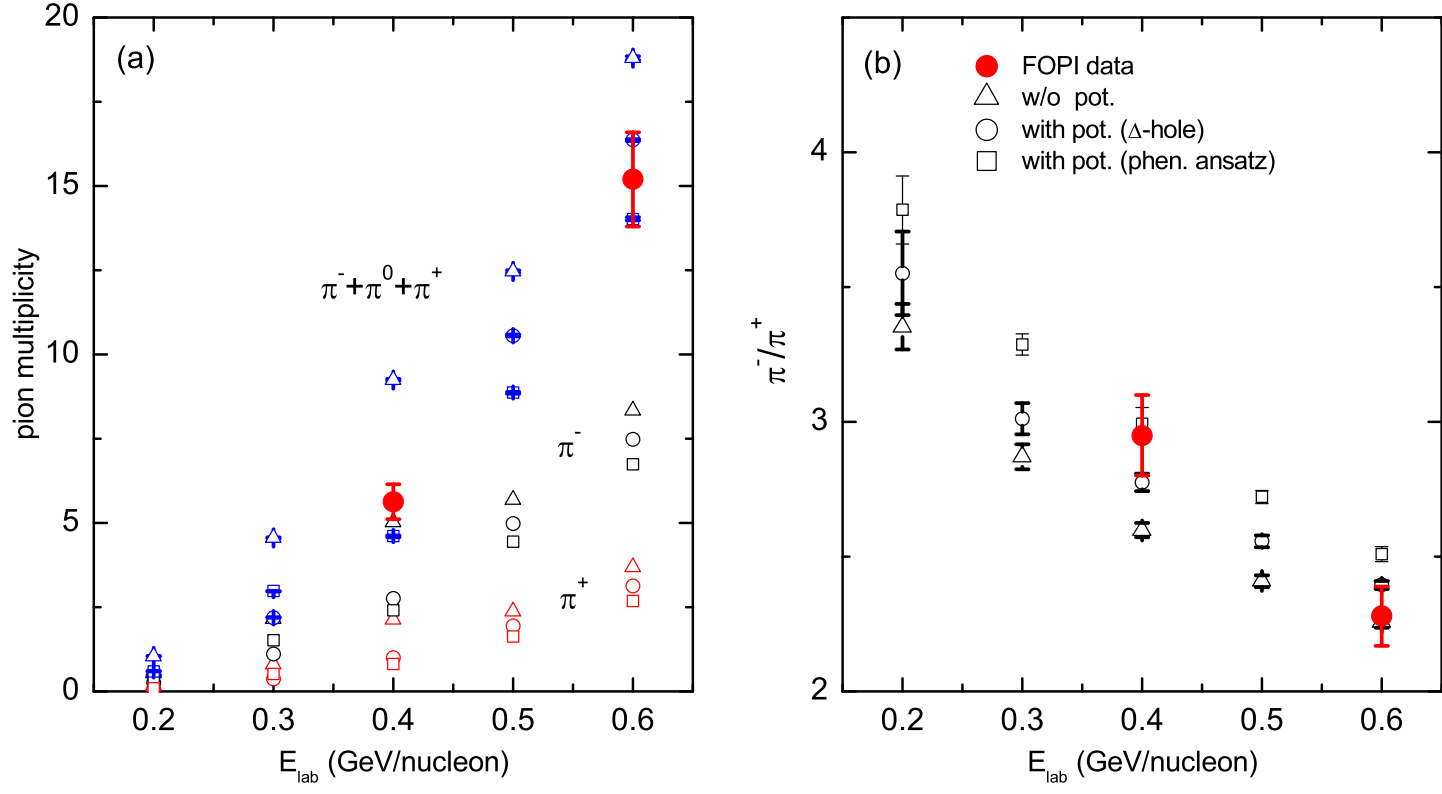 (a)
20
15
10
5
0
pion multiplicity
π⁻+π⁰+π⁺
π⁻
π⁺
0.2 0.3 0.4 0.5 0.6
E_lab (GeV/nucleon)
(b)
FOPI data
w/o pot.
with pot. (Δ-hole)
with pot. (phen. ansatz)
4
3
2
π⁻/π⁺
0.2 0.3 0.4 0.5 0.6
E_lab (GeV/nucleon)